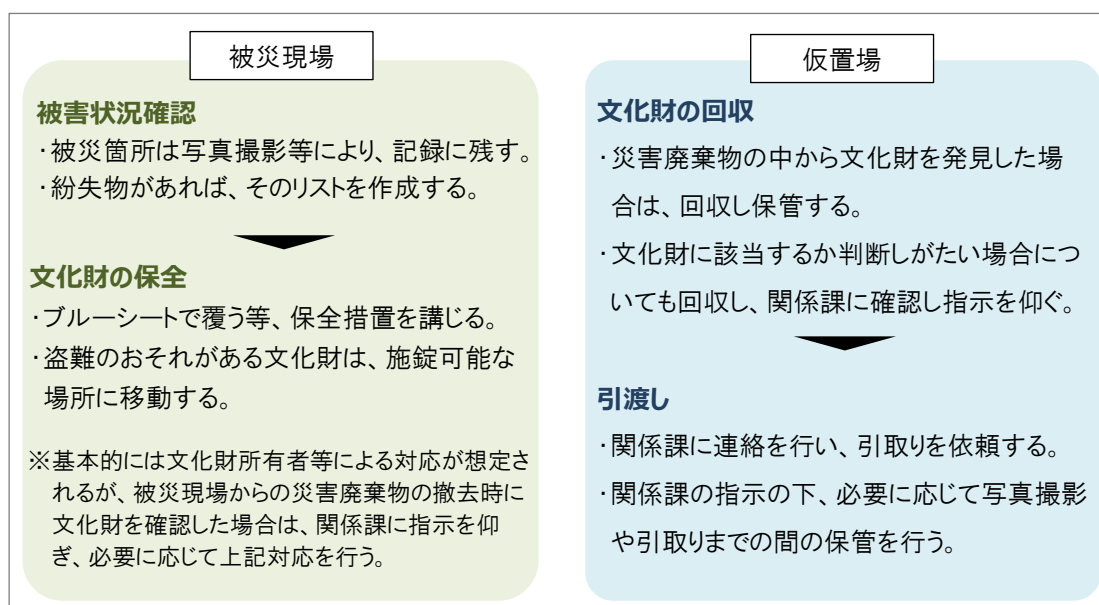 被災現場
被害状況確認
・被災箇所は写真撮影等により、記録に残す。
・紛失物があれば、そのリストを作成する。
文化財の保全
・ブルーシートで覆う等、保全措置を講じる。
・盗難のおそれがある文化財は、施錠可能な
場所に移動する。
※基本的には文化財所有者等による対応が想定さ
れるが、被災現場からの災害廃棄物の撤去時に
文化財を確認した場合は、関係課に指示を仰
ぎ、必要に応じて上記対応を行う。
仮置場
文化財の回収
・災害廃棄物の中から文化財を発見した場
合は、回収し保管する。
・文化財に該当するか判断しがたい場合につ
いても回収し、関係課に確認し指示を仰ぐ。
引渡し
・関係課に連絡を行い、引取りを依頼する。
・関係課の指示の下、必要に応じて写真撮影
や引取りまでの間の保管を行う。